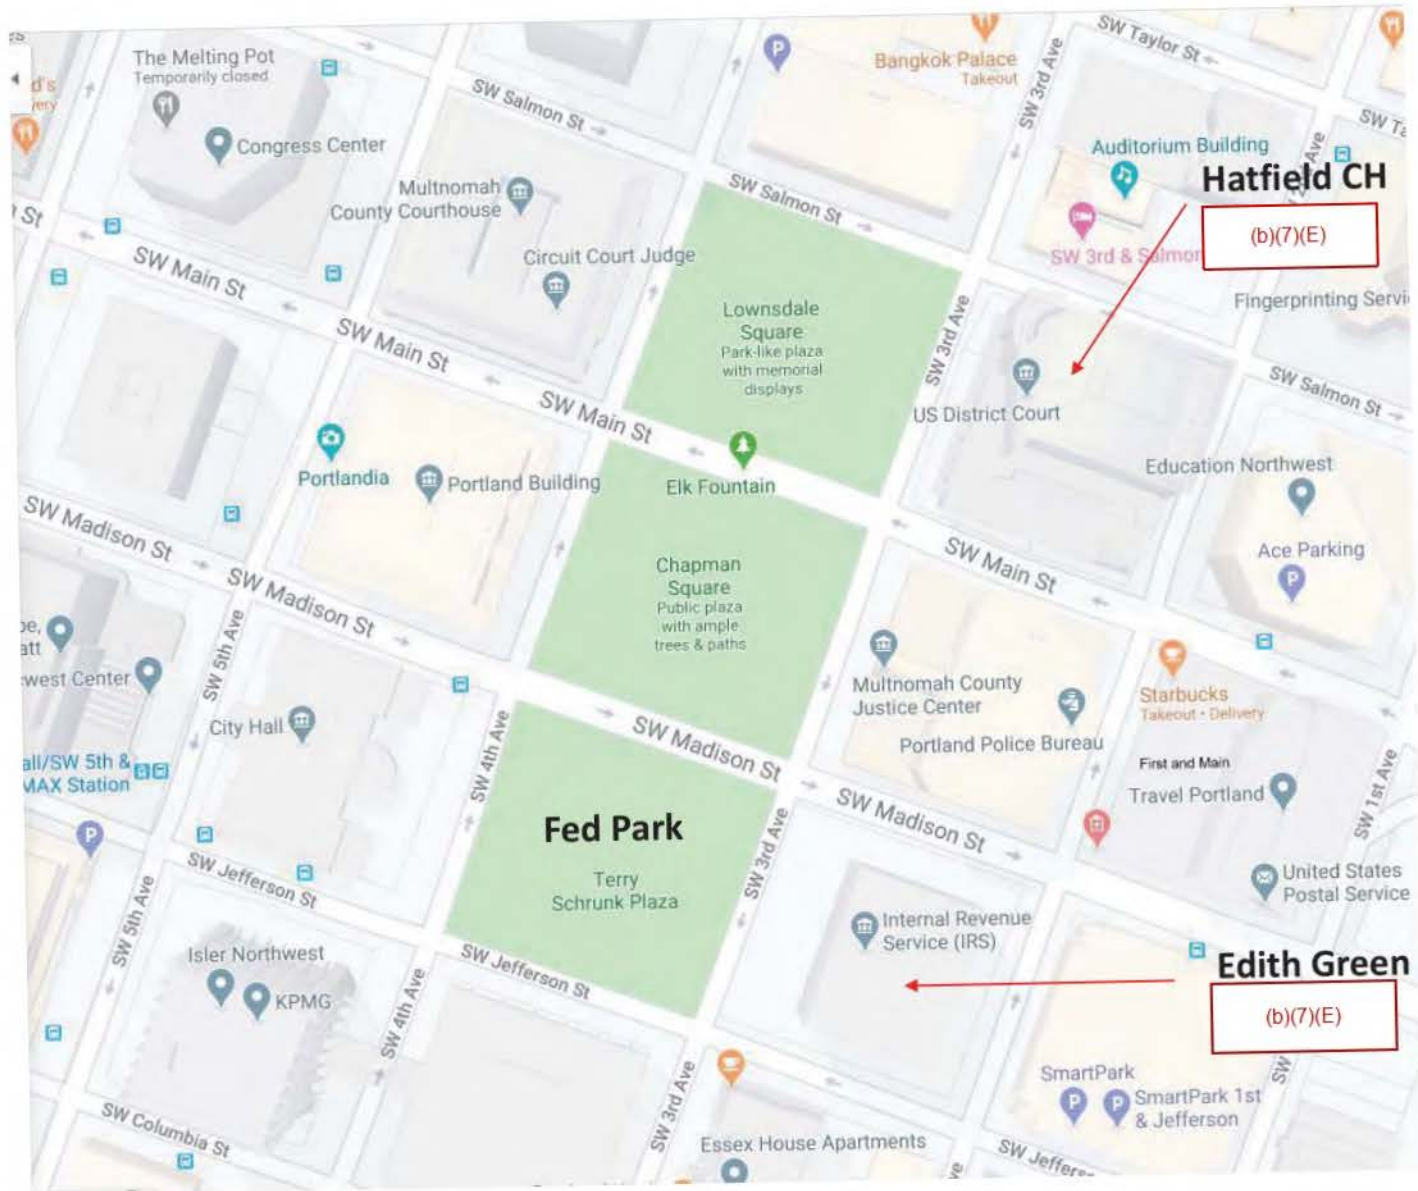 SW Taylor St
The Melting Pot
Temporarily closed
Bangkok Palace
Takeout
SW 3rd Ave
d's
SW Salmon St
Congress Center
Auditorium Building
Hatfield CH
(b)(7)(E)
Multnomah
County Courthouse
SW Salmon St
SW 3rd & Salmon
St
SW Main St
Circuit Court Judge
Fingerprinting Servi
Lownsdale
Square
Park-like plaza
with memorial
displays
SW 3rd Ave
SW Main St
SW Salmon St
US District Court
SW Main St
Education Northwest
Portlandia
Portland Building
Elk Fountain
SW Madison St
SW Main St
Ace Parking
Chapman
Square
Public plaza
with ample
trees & paths
SW Madison St
SW 5th Ave
west Center
Multnomah County
Justice Center
Starbucks
Takeout • Delivery
City Hall
SW 4th Ave
SW Madison St
Portland Police Bureau
all/SW 5th &
MAX Station
First and Main
Travel Portland
SW 1st Ave
SW Madison St
Fed Park
SW 3rd Ave
Terry
Schrunk Plaza
SW Jefferson St
United States
Postal Service
SW 5th Ave
Internal Revenue
Service (IRS)
Isler Northwest
KPMG
SW Jefferson St
SW 4th Ave
Edith Green
(b)(7)(E)
SW
SmartPark
SmartPark 1st
& Jefferson
SW 3rd Ave
SW Columbia St
Essex House Apartments
SW Jeffers